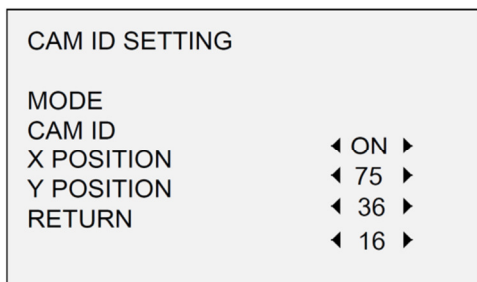 CAM ID SETTING
MODE
CAM ID
X POSITION
Y POSITION
RETURN
◀ ON ▶
◀ 75 ▶
◀ 36 ▶
◀ 16 ▶